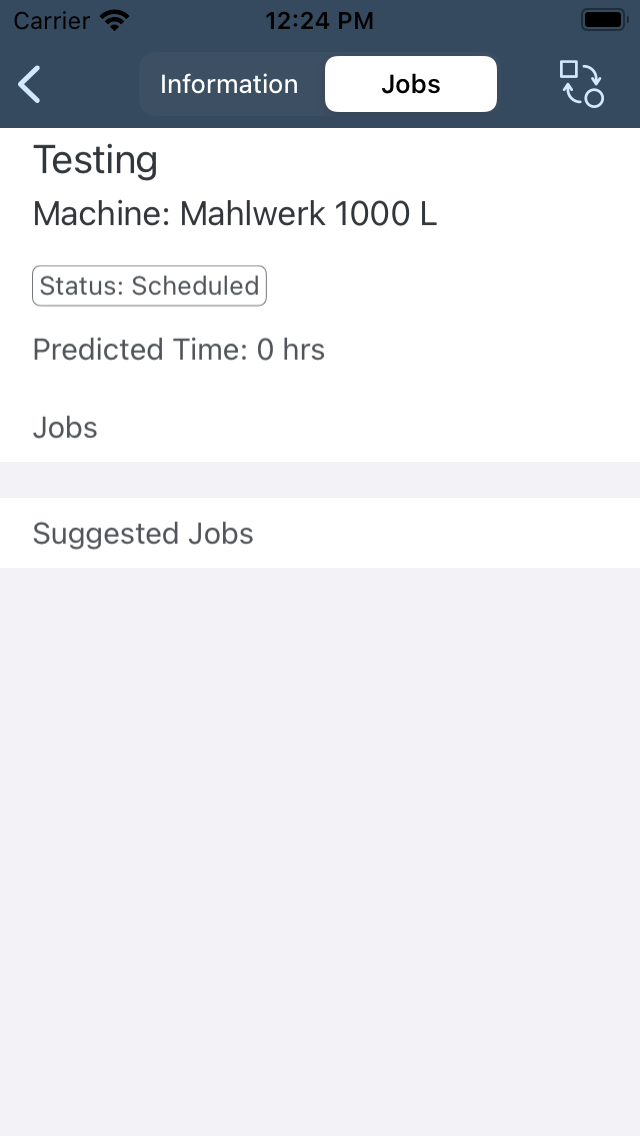 Carrier 12:24 PM
Information Jobs
Testing
Machine: Mahlwerk 1000 L
Status: Scheduled
Predicted Time: 0 hrs
Jobs
Suggested Jobs